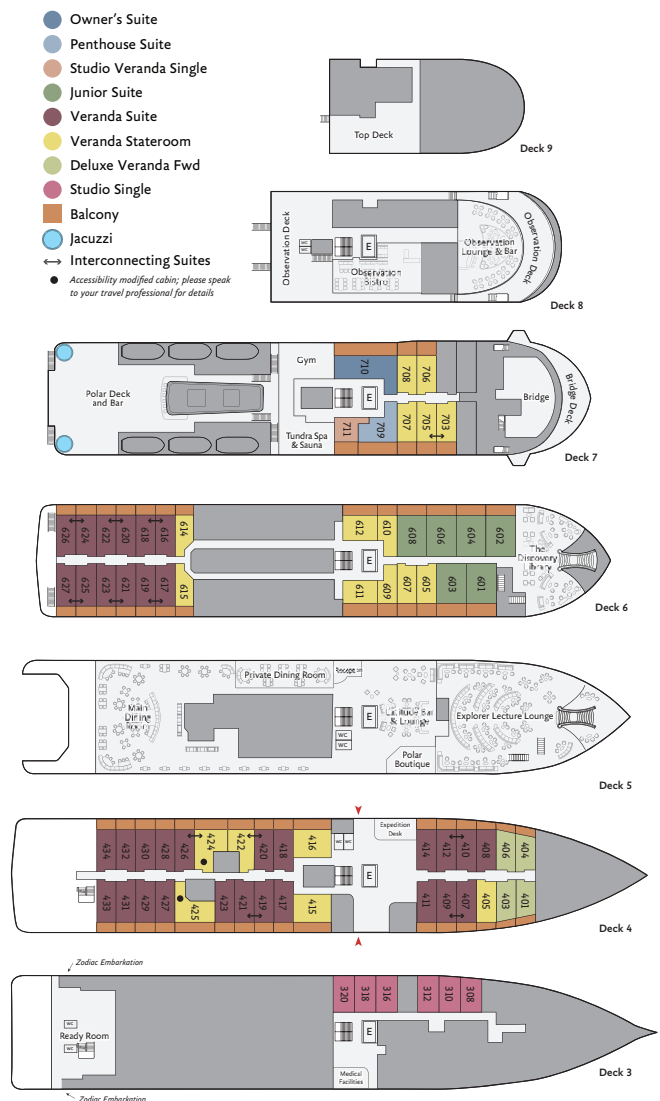 Owner's Suite
Penthouse Suite
Studio Veranda Single
Junior Suite
Veranda Suite
Veranda Stateroom
Deluxe Veranda Fwd
Studio Single
Balcony
Jacuzzi
Interconnecting Suites
Accessibility modified cabin; please speak
to your travel professional for details
Top Deck
Deck 9
Observation Deck
WC
WC
E
Observation
Bistro
Observation
Lounge & Bar
Observation Deck
Deck 8
Polar Deck
and Bar
Gym
Tundra Spa
& Sauna
E
710
708
706
711
709
707
705
703
Bridge
Bridge Deck
Deck 7
626
624
622
620
618
616
614
612
610
608
606
604
602
627
625
623
621
619
617
615
611
609
607
605
603
601
E
The
Discovery
Library
Deck 6
Main
Dining
Room
Private Dining Room
E
WC
WC
& Lounge
Polar
Boutique
Explorer Lecture Lounge
Deck 5
434
432
430
428
426
424
422
420
418
416
WC
WC
Expedition
Desk
414
412
410
408
406
404
433
431
429
427
425
423
421
419
417
415
E
411
409
407
405
403
401
Deck 4
Zodiac Embarkation
WC
Ready Room
WC
320
318
316
312
310
308
E
Medical
Facilities
Deck 3
Zodiac Embarkation